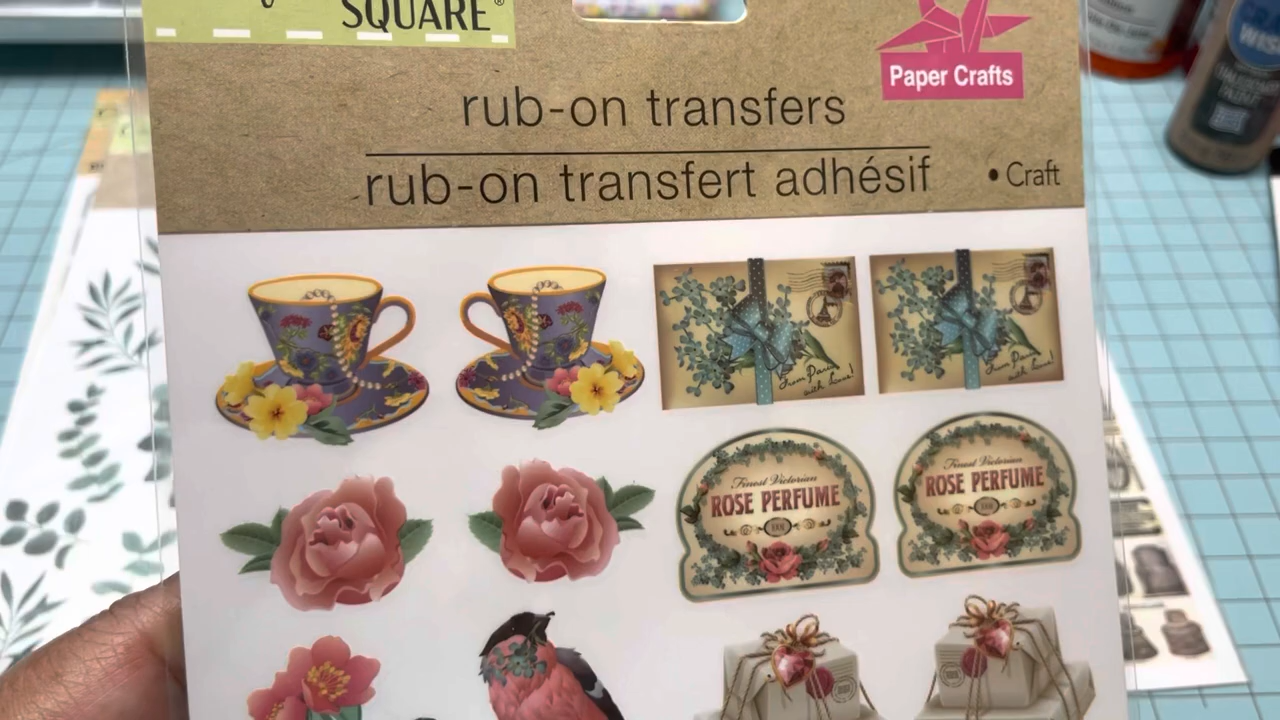 SQUARE®
Paper Crafts
rub-on transfers
rub-on transfert adhésif
• Craft
From Paris
with Love!
From Paris
with Love!
Finest Victorian
ROSE PERFUME
Finest Victorian
ROSE PERFUME